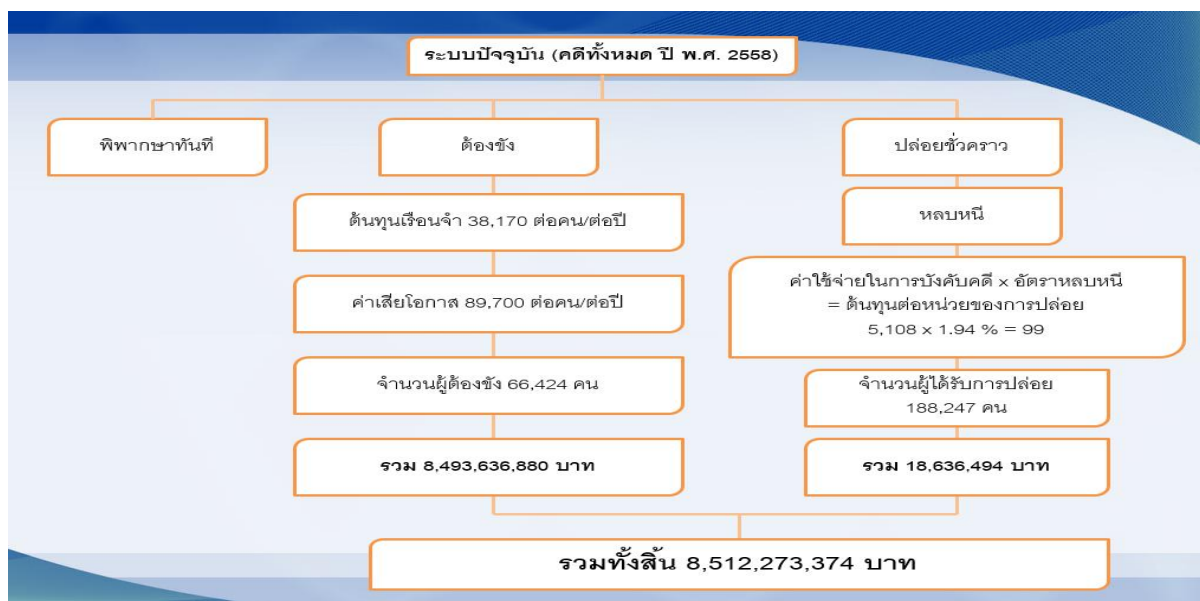 ระบบปัจจุบัน (คดีทั้งหมด ปี พ.ศ. 2558)
พิพากษาทันที
ต้องขัง
ปล่อยชั่วคราว
ต้นทุนเรือนจำ 38,170 ต่อคน/ต่อปี
หลบหนี
ค่าเสียโอกาส 89,700 ต่อคน/ต่อปี
ค่าใช้จ่ายในการบังคับคดี x อัตราหลบหนี
= ต้นทุนต่อหน่วยของการปล่อย
5,108 x 1.94 % = 99
จำนวนผู้ต้องขัง 66,424 คน
จำนวนผู้ได้รับการปล่อย
188,247 คน
รวม 8,493,636,880 บาท
รวม 18,636,494 บาท
รวมทั้งสิ้น 8,512,273,374 บาท